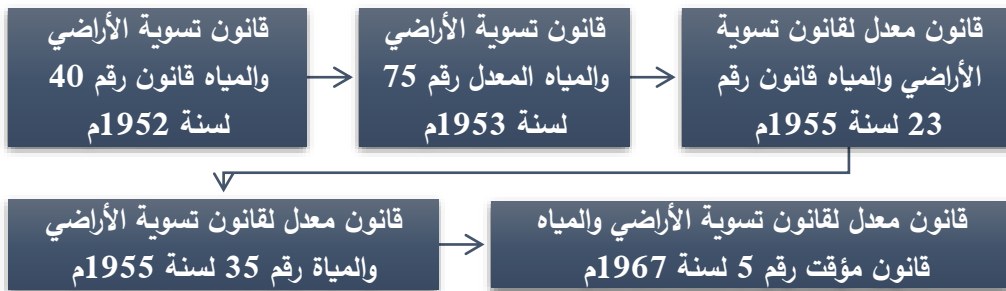 قانون تسوية الأراضي
والمياه قانون رقم 40
لسنة 1952م
قانون تسوية الأراضي
والمياه المعدل رقم 75
لسنة 1953م
قانون معدل لقانون تسوية
الأراضي والمياه قانون رقم
23 لسنة 1955م
قانون معدل لقانون تسوية الأراضي
والمياة رقم 35 لسنة 1955م
قانون معدل لقانون تسوية الأراضي والمياه
قانون مؤقت رقم 5 لسنة 1967م